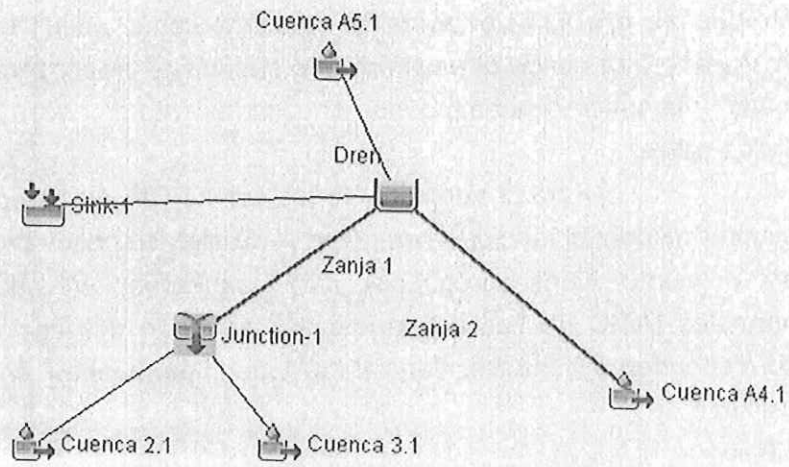 Cuenca A5.1
Dren
Sink-1
Zanja 1
Junction-1
Zanja 2
Cuenca A4.1
Cuenca 2.1
Cuenca 3.1